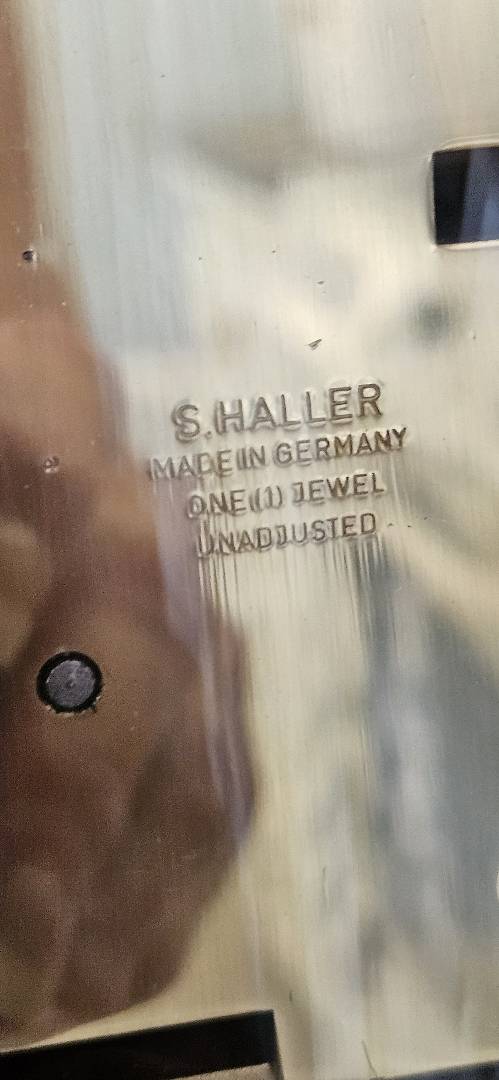 S.HALLER
MADE IN GERMANY
ONE (1) JEWEL
UNADJUSTED